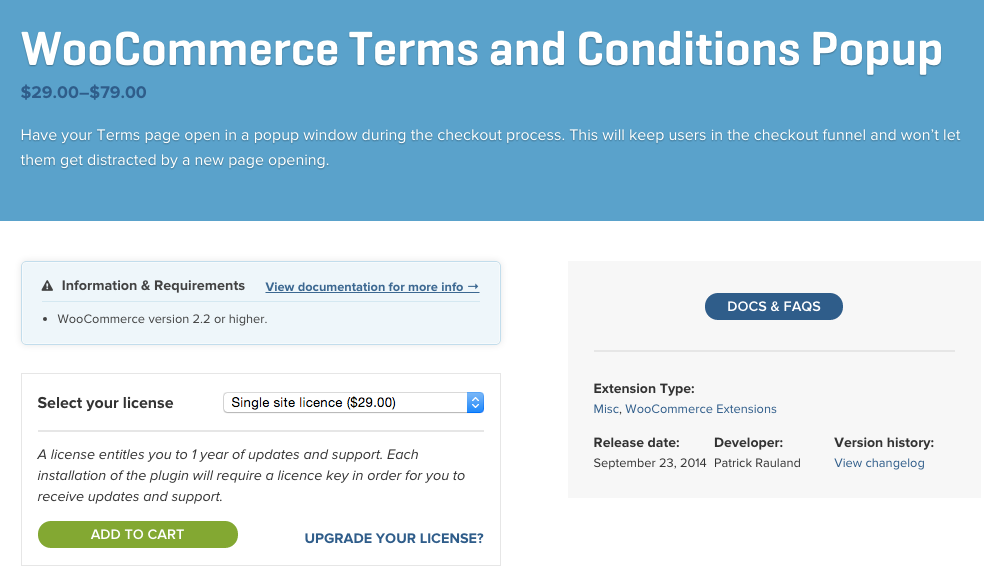 WooCommerce Terms and Conditions Popup
$29.00–$79.00
Have your Terms page open in a popup window during the checkout process. This will keep users in the checkout funnel and won't let
them get distracted by a new page opening.
Information & Requirements
View documentation for more info →
• WooCommerce version 2.2 or higher.
Select your license
Single site licence ($29.00)
A license entitles you to 1 year of updates and support. Each
installation of the plugin will require a licence key in order for you to
receive updates and support.
ADD TO CART
UPGRADE YOUR LICENSE?
DOCS & FAQS
Extension Type:
Misc, WooCommerce Extensions
Release date:
September 23, 2014
Developer:
Patrick Rauland
Version history:
View changelog